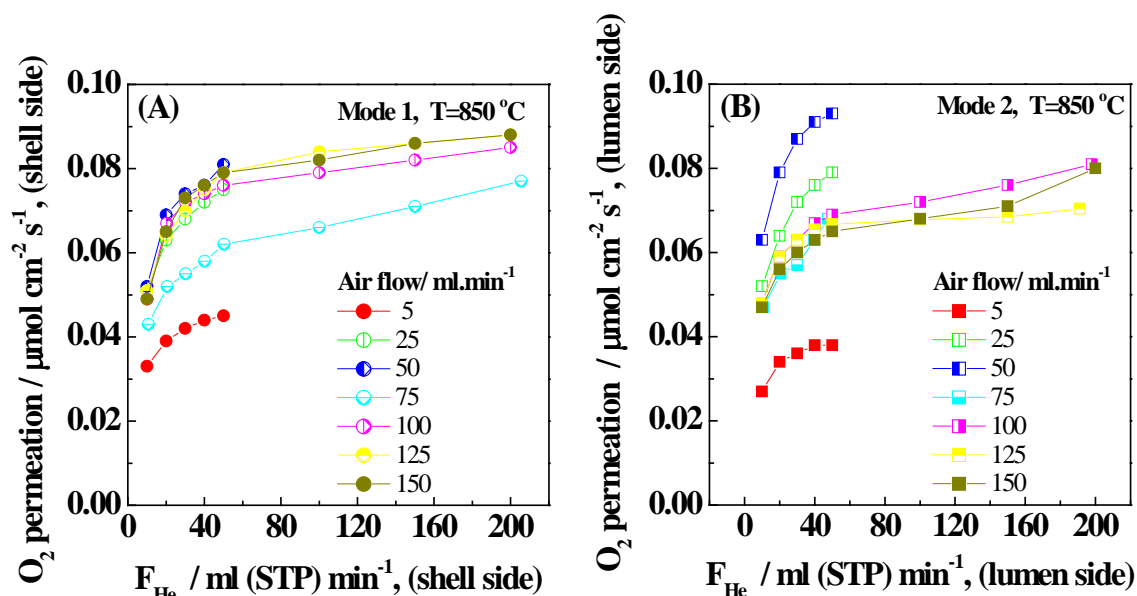 (A)
Mode 1, T=850 °C
O₂ permeation / μmol cm⁻² s⁻¹, (shell side)
0.10
0.08
0.06
0.04
0.02
0.00
Air flow/ ml.min⁻¹
5
25
50
75
100
125
150
0 40 80 120 160 200
F_He / ml (STP) min⁻¹, (shell side)
(B)
Mode 2, T=850 °C
O₂ permeation / μmol cm⁻² s⁻¹, (lumen side)
0.10
0.08
0.06
0.04
0.02
0.00
Air flow/ ml.min⁻¹
5
25
50
75
100
125
150
0 40 80 120 160 200
F_He / ml (STP) min⁻¹, (lumen side)